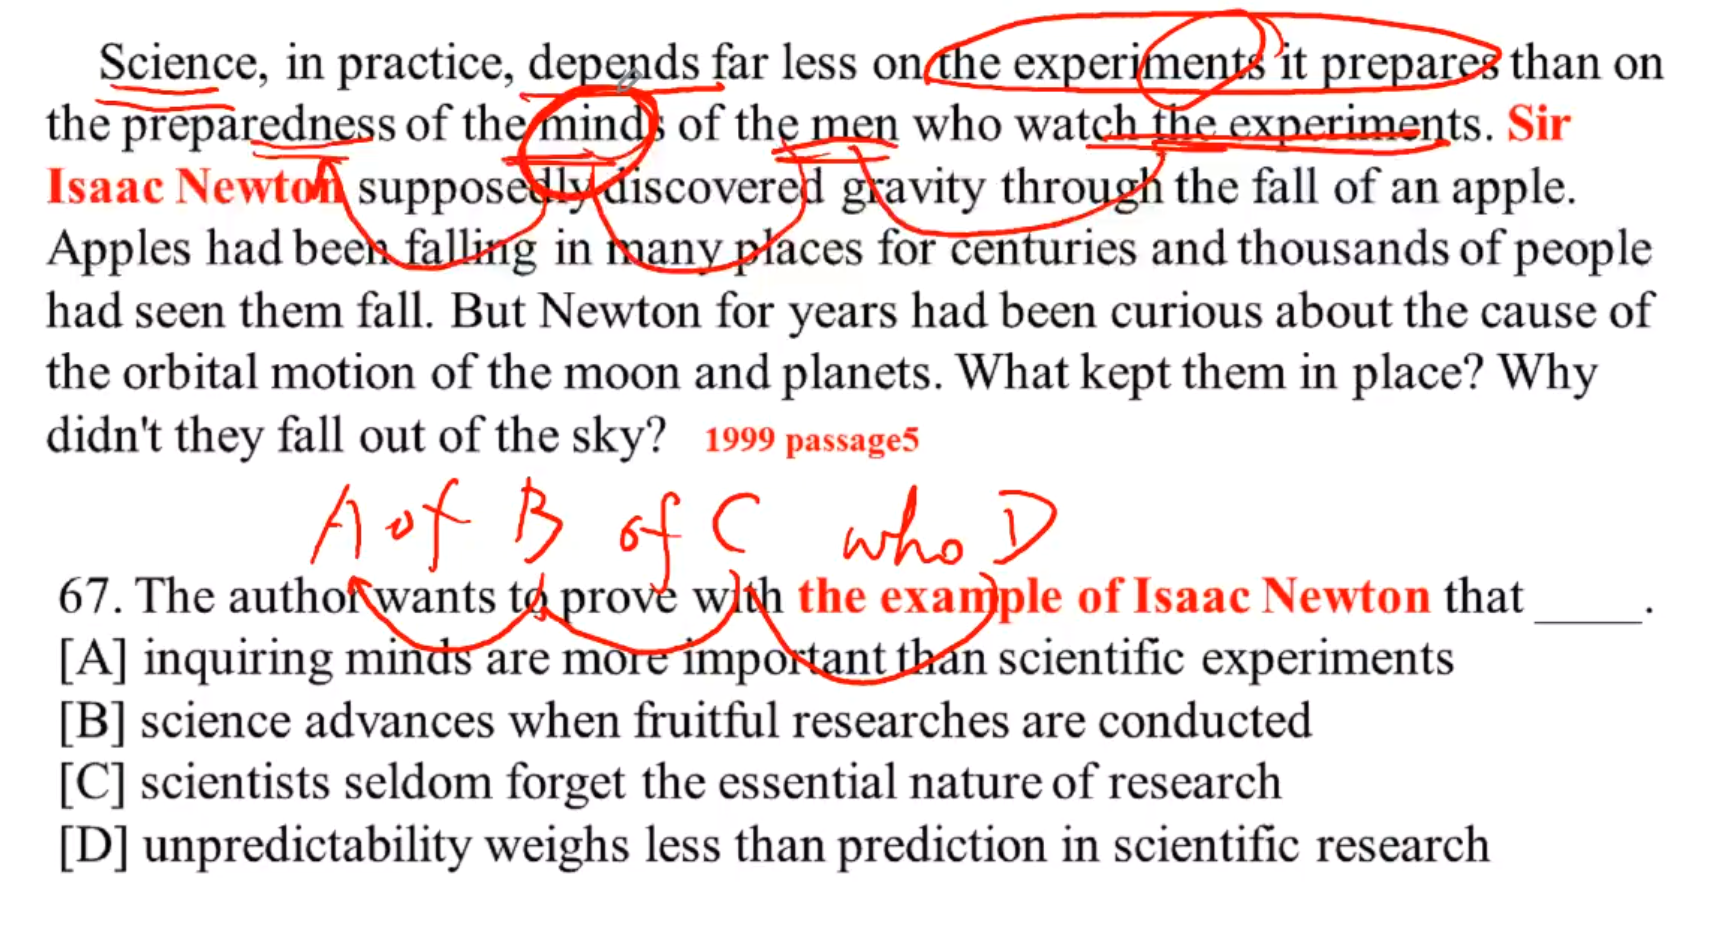 Science, in practice, depends far less on the experiments it prepares than on
the preparedness of the minds of the men who watch the experiments. Sir
Isaac Newton supposedly discovered gravity through the fall of an apple.
Apples had been falling in many places for centuries and thousands of people
had seen them fall. But Newton for years had been curious about the cause of
the orbital motion of the moon and planets. What kept them in place? Why
didn't they fall out of the sky? 1999 passage5
A of B of C who D
67. The author wants to prove with the example of Isaac Newton that _____.
[A] inquiring minds are more important than scientific experiments
[B] science advances when fruitful researches are conducted
[C] scientists seldom forget the essential nature of research
[D] unpredictability weighs less than prediction in scientific research